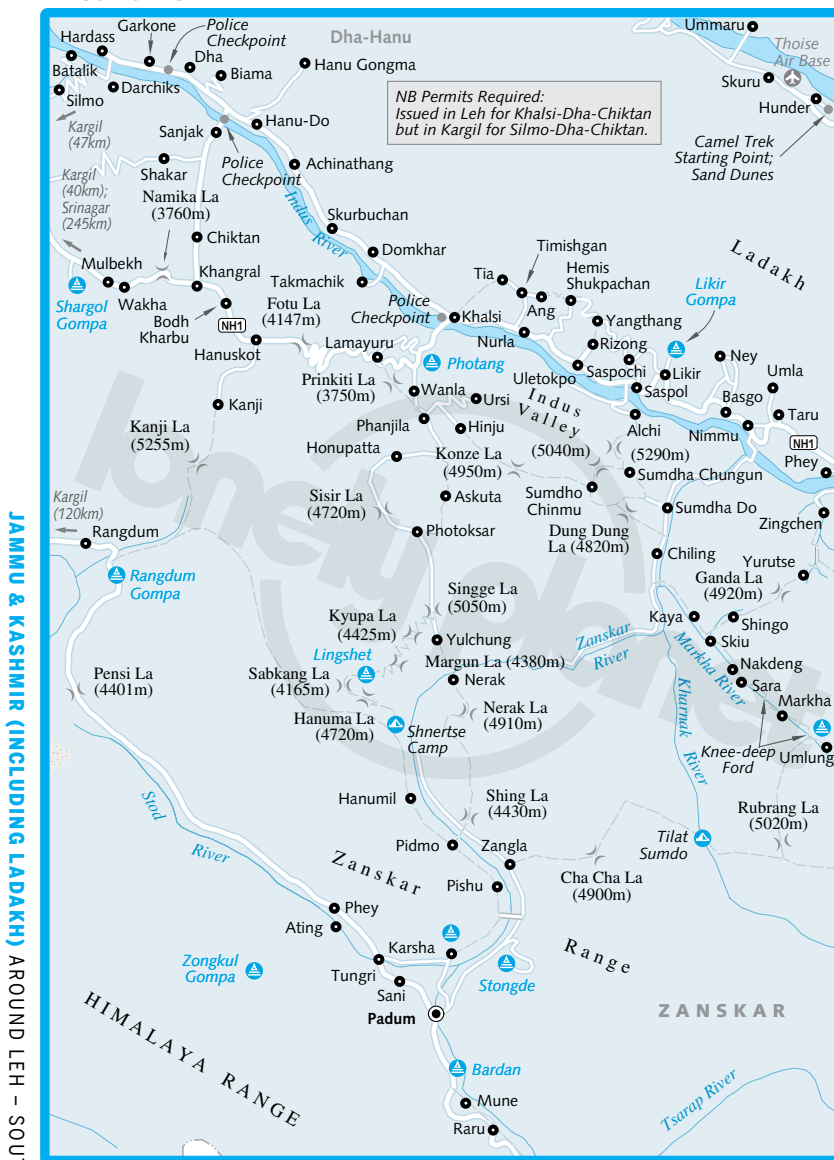 Ummaru
Police
Checkpoint
Garkone
Hardass
Dha-Hanu
Thoise
Air Base
Dha
Hanu Gongma
Batalik
Biama
Skuru
Darchiks
Silmo
NB Permits Required:
Issued in Leh for Khalsi-Dha-Chiktan
but in Kargil for Silmo-Dha-Chiktan.
Hunder
Kargil
(47km)
Hanu-Do
Sanjak
Camel Trek
Starting Point;
Sand Dunes
Police
Checkpoint
Achinathang
Shakar
Kargil
(40km);
Srinagar
(245km)
Namika La
(3760m)
Indus River
Skurbuchan
Chiktan
Domkhar
Timishgan
Ladakh
Tia
Hemis
Shukpachan
Mulbekh
Khangral
Takmachik
Likir
Gompa
Shargol
Gompa
Wakha
Fotu La
(4147m)
Police
Checkpoint
Ang
Bodh
Kharbu
NH1
Khalsi
Yangthang
Nurla
Rizong
Hanuskot
Lamayuru
Photang
Ney
Uletokpo
Saspochi
Likir
Umla
Prinkiti La
(3750m)
Wanla
Ursi
Saspol
Basgo
Kanji
Indus
Valley
Taru
Phanjila
Hinju
Alchi
Nimmu
Kanji La
(5255m)
NH1
Honupatta
Konze La
(4950m)
(5040m)
(5290m)
Phey
Sumdha Chungun
Sisir La
(4720m)
Askuta
Sumdho
Chinmu
Kargil
(120km)
Sumdha Do
Zingchen
Rangdum
Photoksar
Dung Dung
La (4820m)
Chiling
Yurutse
Rangdum
Gompa
Singge La
(5050m)
Ganda La
(4920m)
Kyupa La
(4425m)
Kaya
Shingo
Yulchung
Zanskar
River
Skiu
Lingshet
Margun La (4380m)
Markha River
Nakdeng
Pensi La
(4401m)
Sabkang La
(4165m)
Nerak
Sara
Kharnak
River
Markha
Hanuma La
(4720m)
Shnertse
Camp
Nerak La
(4910m)
Knee-deep
Ford
Umlung
Stod
River
Hanumil
Shing La
(4430m)
Rubrang La
(5020m)
Pidmo
Zangla
Tilat
Sumdo
Zanskar
Range
Pishu
Cha Cha La
(4900m)
Phey
Ating
Karsha
Zongkul
Gompa
Tungri
Stongde
Sani
Padum
ZANSKAR
HIMALAYA RANGE
Bardan
Tsarap River
Mune
Raru
lonely planet
JAMMU & KASHMIR (INCLUDING LADAKH) AROUND LEH – SOUT